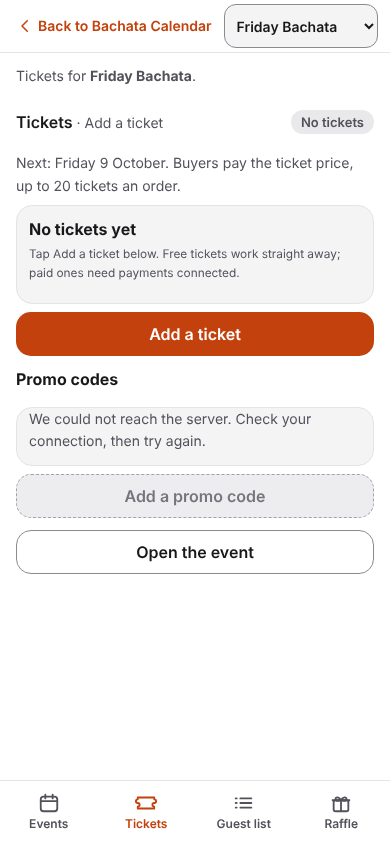 Back to Bachata Calendar
Friday Bachata
Tickets for Friday Bachata.
Tickets · Add a ticket
No tickets
Next: Friday 9 October. Buyers pay the ticket price,
up to 20 tickets an order.
No tickets yet
Tap Add a ticket below. Free tickets work straight away;
paid ones need payments connected.
Add a ticket
Promo codes
We could not reach the server. Check your
connection, then try again.
Add a promo code
Open the event
Events
Tickets
Guest list
Raffle